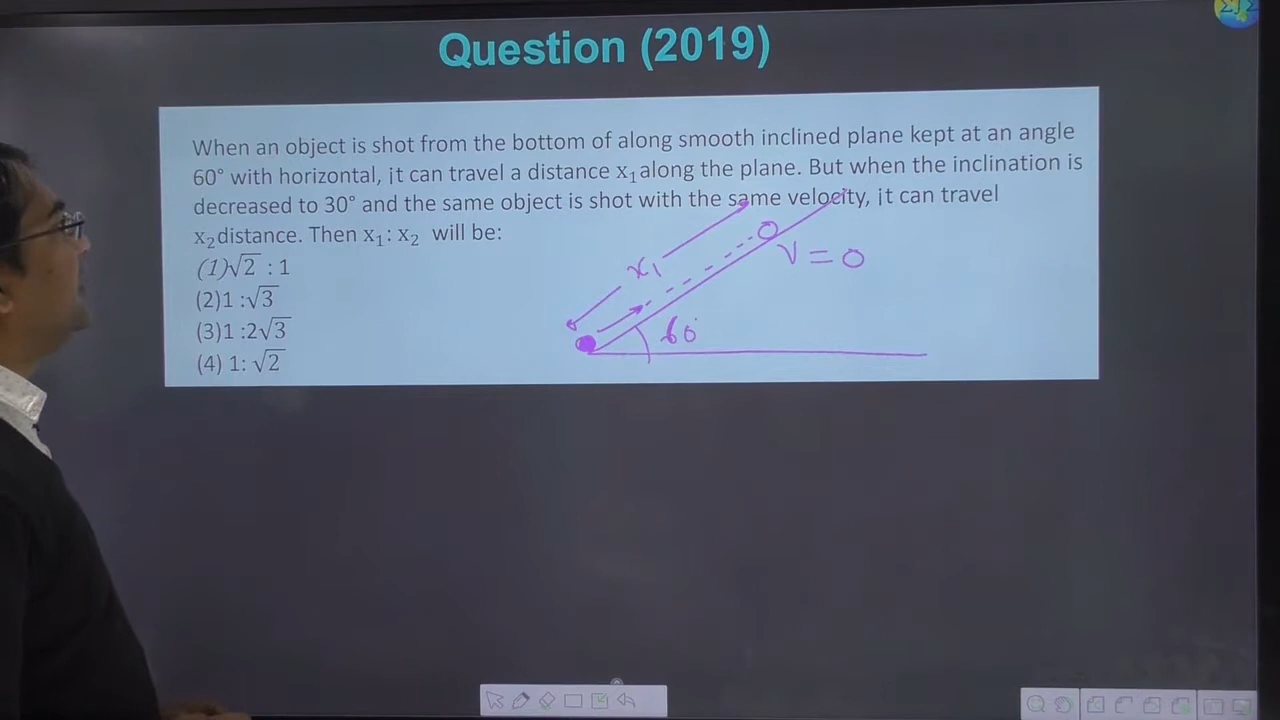 Question (2019)
When an object is shot from the bottom of along smooth inclined plane kept at an angle
60° with horizontal, it can travel a distance x₁ along the plane. But when the inclination is
decreased to 30° and the same object is shot with the same velocity, it can travel
x₂ distance. Then x₁: x₂ will be:
(1)√2 : 1
(2)1 :√3
(3)1 :2√3
(4) 1: √2
x₁
V = 0
60°